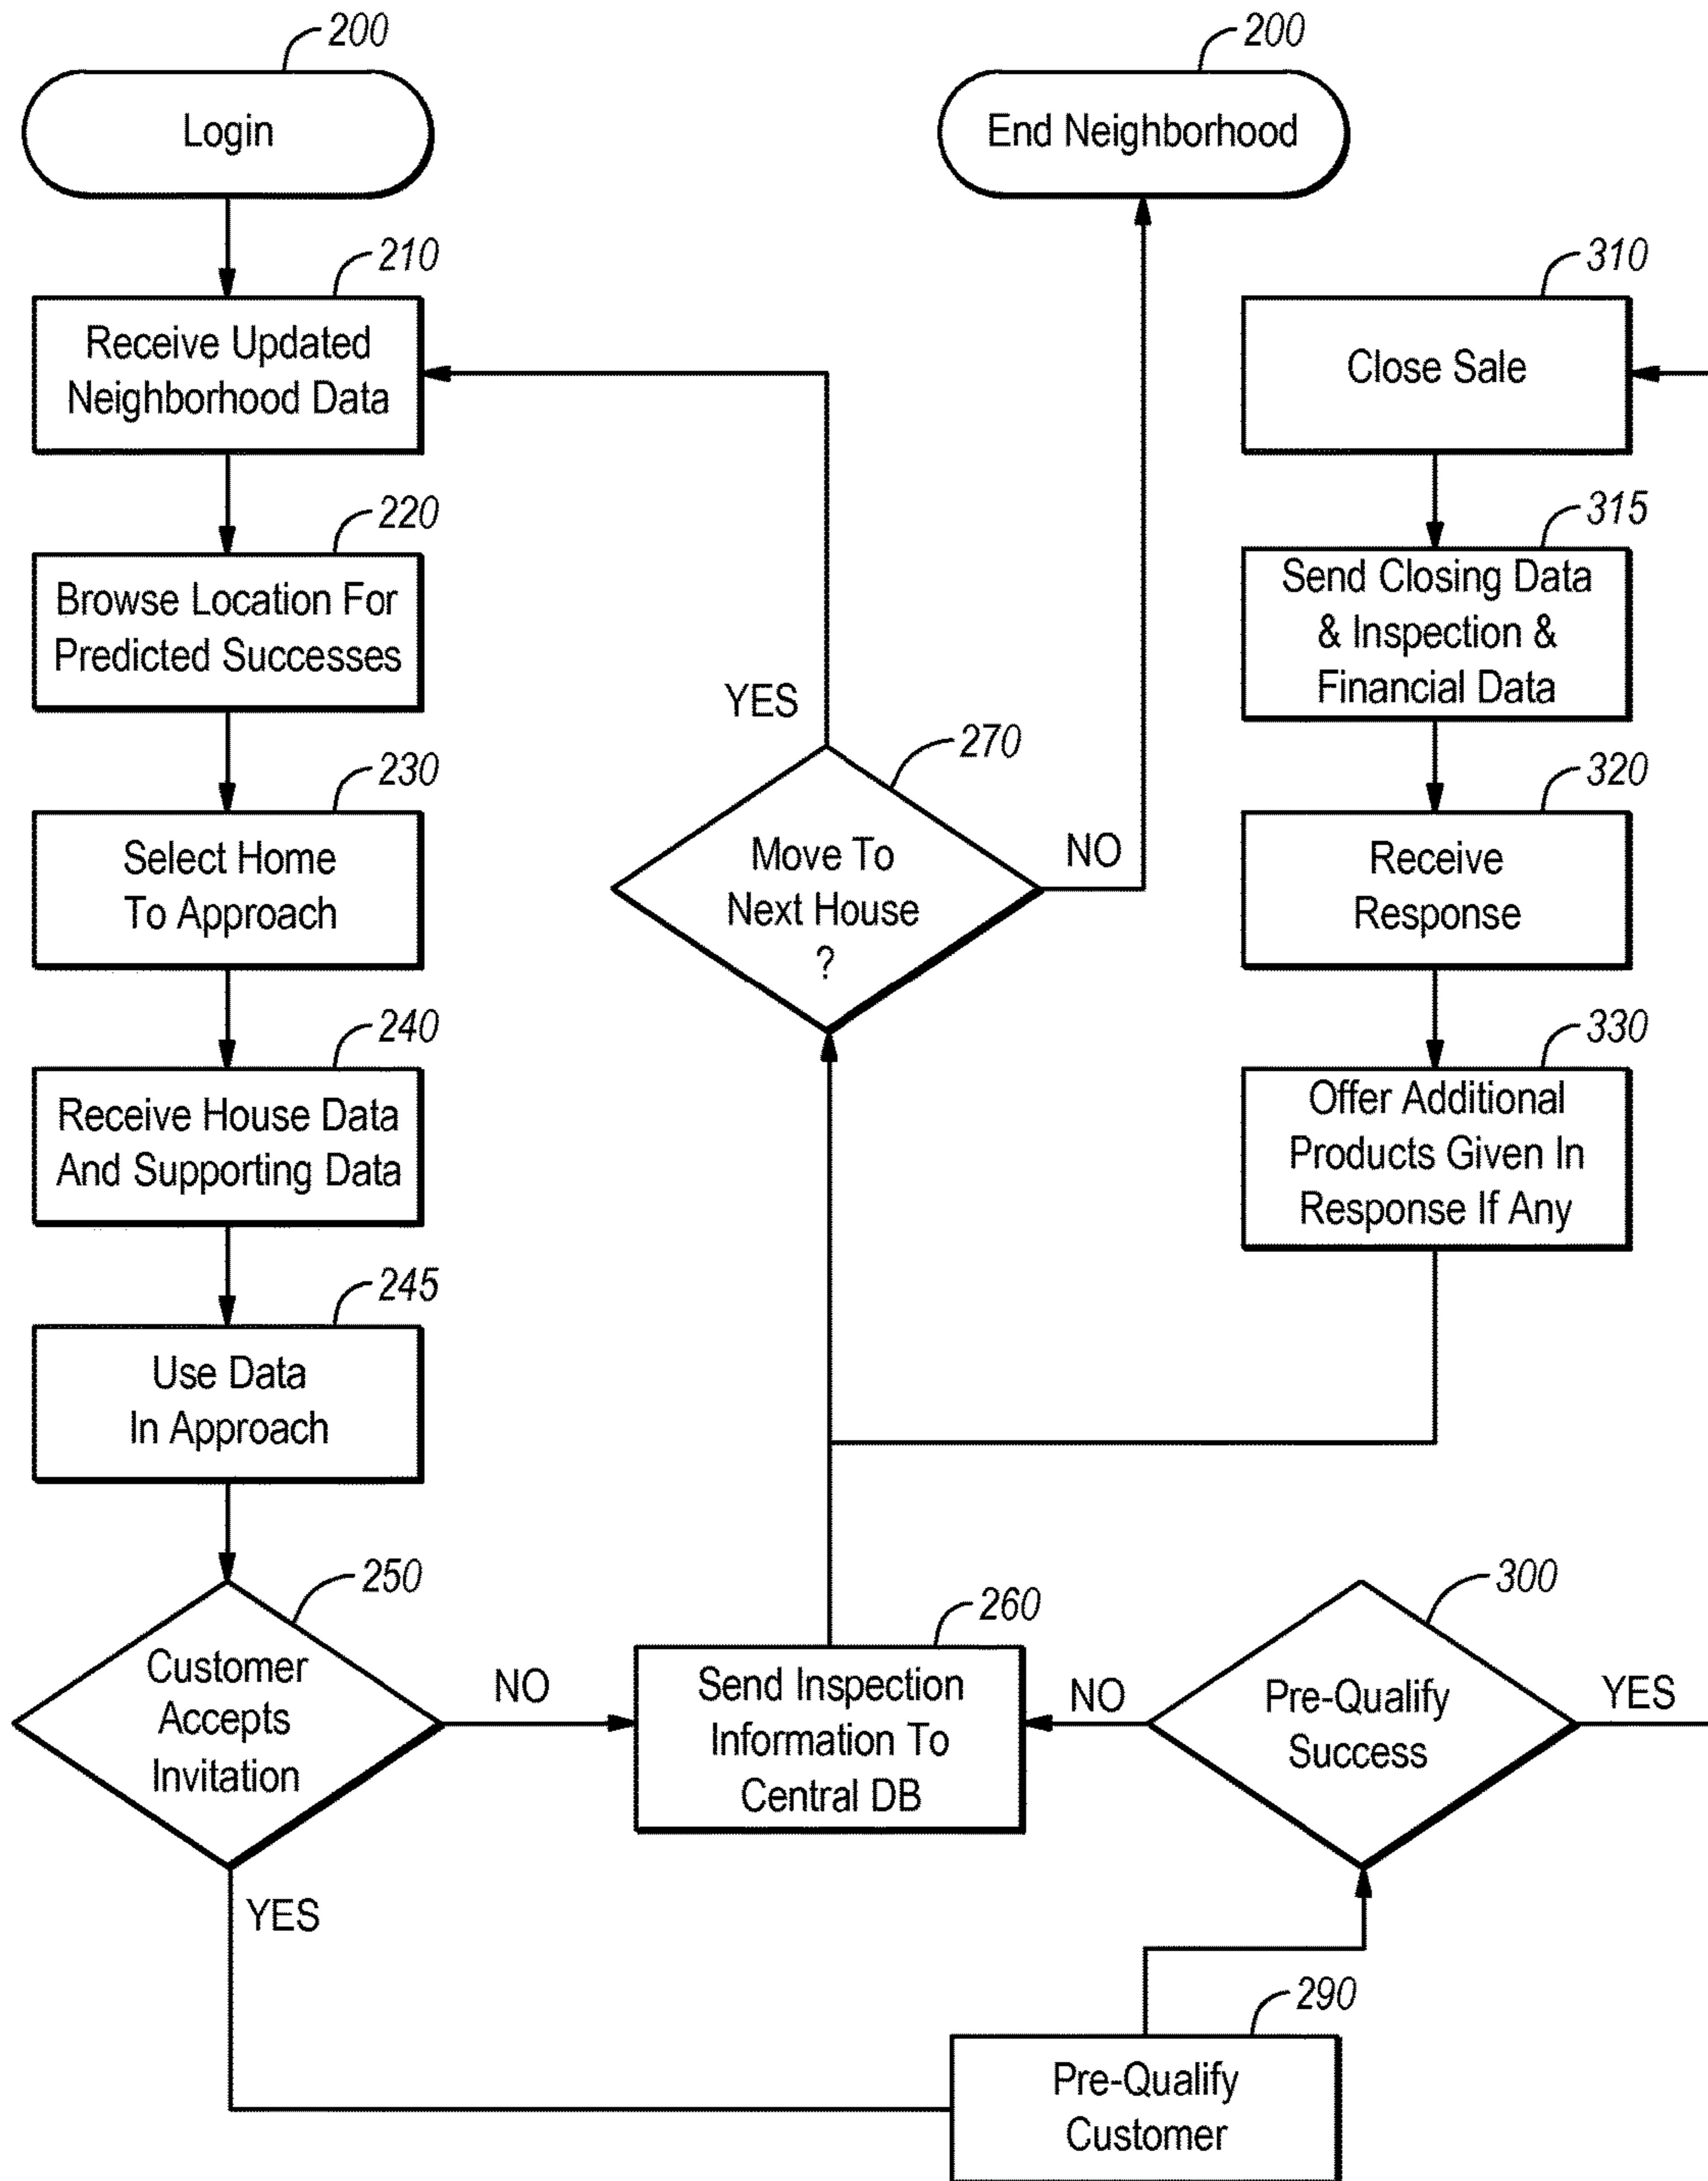 200
Login
210
Receive Updated
Neighborhood Data
220
Browse Location For
Predicted Successes
230
Select Home
To Approach
240
Receive House Data
And Supporting Data
245
Use Data
In Approach
250
Customer
Accepts
Invitation
NO
YES
260
Send Inspection
Information To
Central DB
270
Move To
Next House
?
YES
NO
200
End Neighborhood
290
Pre-Qualify
Customer
300
Pre-Qualify
Success
NO
YES
310
Close Sale
315
Send Closing Data
& Inspection &
Financial Data
320
Receive
Response
330
Offer Additional
Products Given In
Response If Any